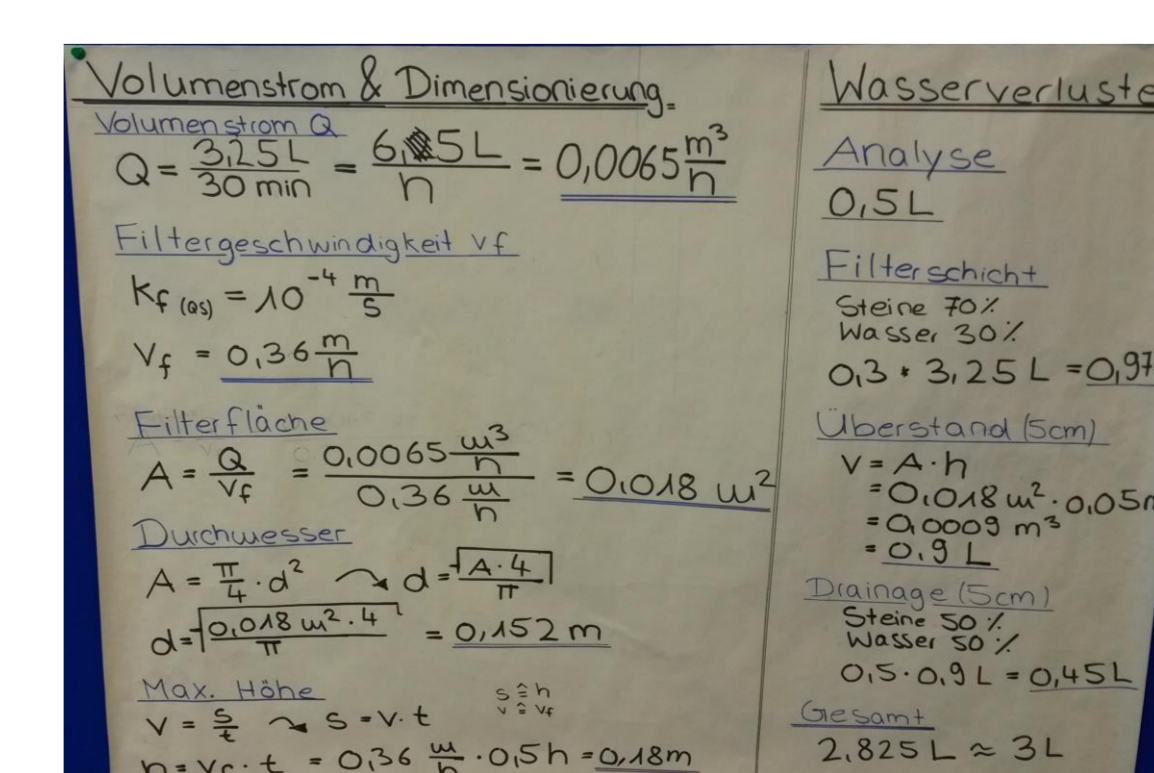 Volumenstrom & Dimensionierung.
Volumenstrom Q
Q = 3,25 L / 30 min = 6,5 L / h = 0,0065 m³/h
Filtergeschwindigkeit vf
Kf (QS) = 10⁻⁴ m/s
Vf = 0,36 m/h
Filterfläche
A = Q/Vf = 0,0065 m³/h / 0,36 m/h = 0,018 m²
Durchmesser
A = π/4 · d² ↷ d = √(A · 4 / π)
d = √(0,018 m² · 4 / π) = 0,152 m
Max. Höhe
s ≙ h
v ≙ vf
V = s/t ↷ S = V · t
h = Vf · t = 0,36 m/h · 0,5 h = 0,18 m
Wasserverluste
Analyse
0,5 L
Filterschicht
Steine 70%
Wasser 30%
0,3 * 3,25 L = 0,97
Überstand (5cm)
V = A · h
= 0,018 m² · 0,05
= 0,0009 m³
= 0,9 L
Drainage (5cm)
Steine 50 %
Wasser 50 %
0,5 · 0,9 L = 0,45 L
Gesamt
2,825 L ≈ 3 L